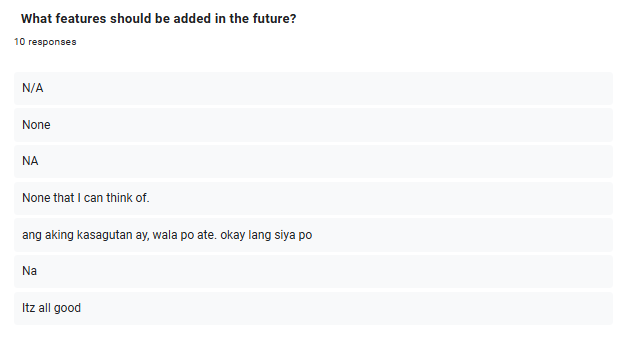 What features should be added in the future?
10 responses
N/A
None
NA
None that I can think of.
ang aking kasagutan ay, wala po ate. okay lang siya po
Na
Itz all good